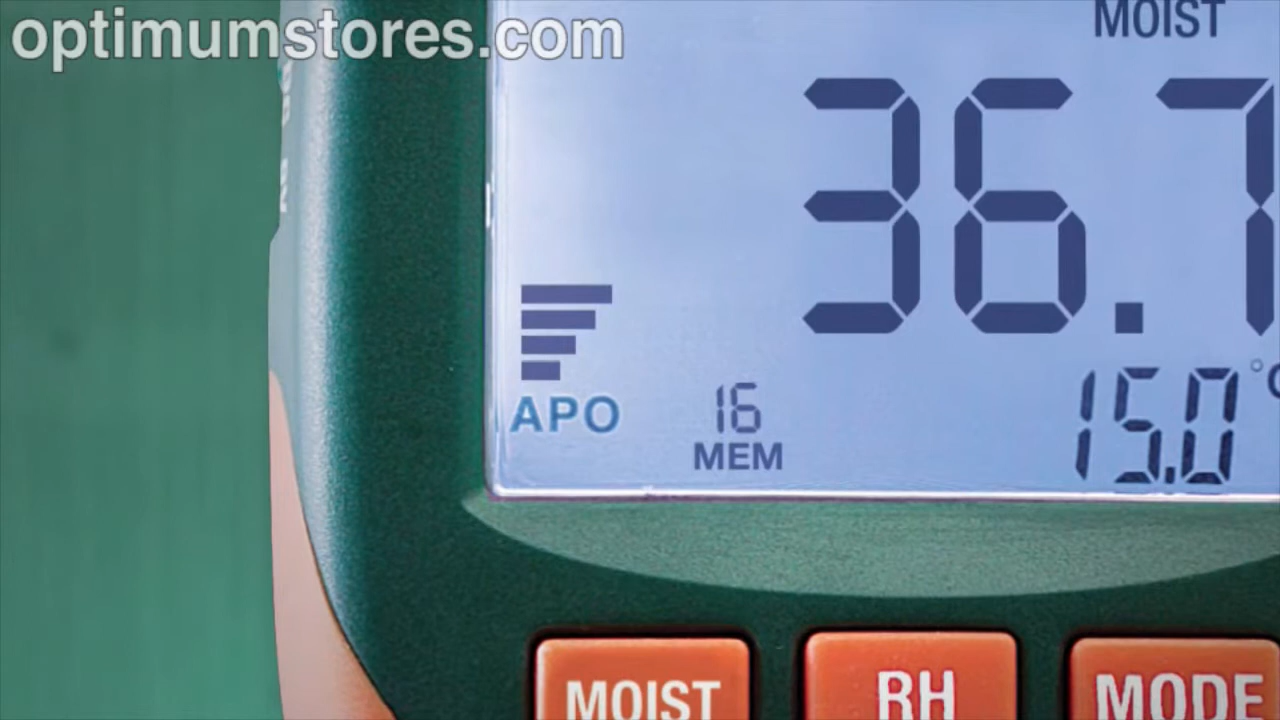 optimumstores.com
MOIST
36.7
APO
16
MEM
15.0 °C
MOIST
RH
MODE